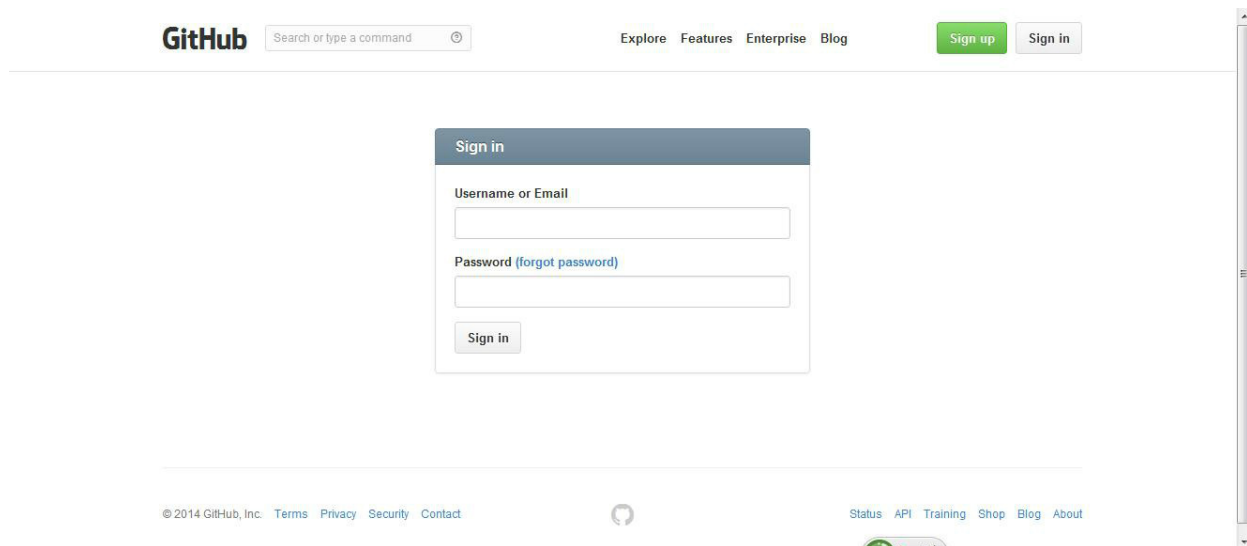 GitHub Search or type a command Explore Features Enterprise Blog Sign up Sign in
Sign in
Username or Email
Password (forgot password)
Sign in
© 2014 GitHub, Inc. Terms Privacy Security Contact Status API Training Shop Blog About